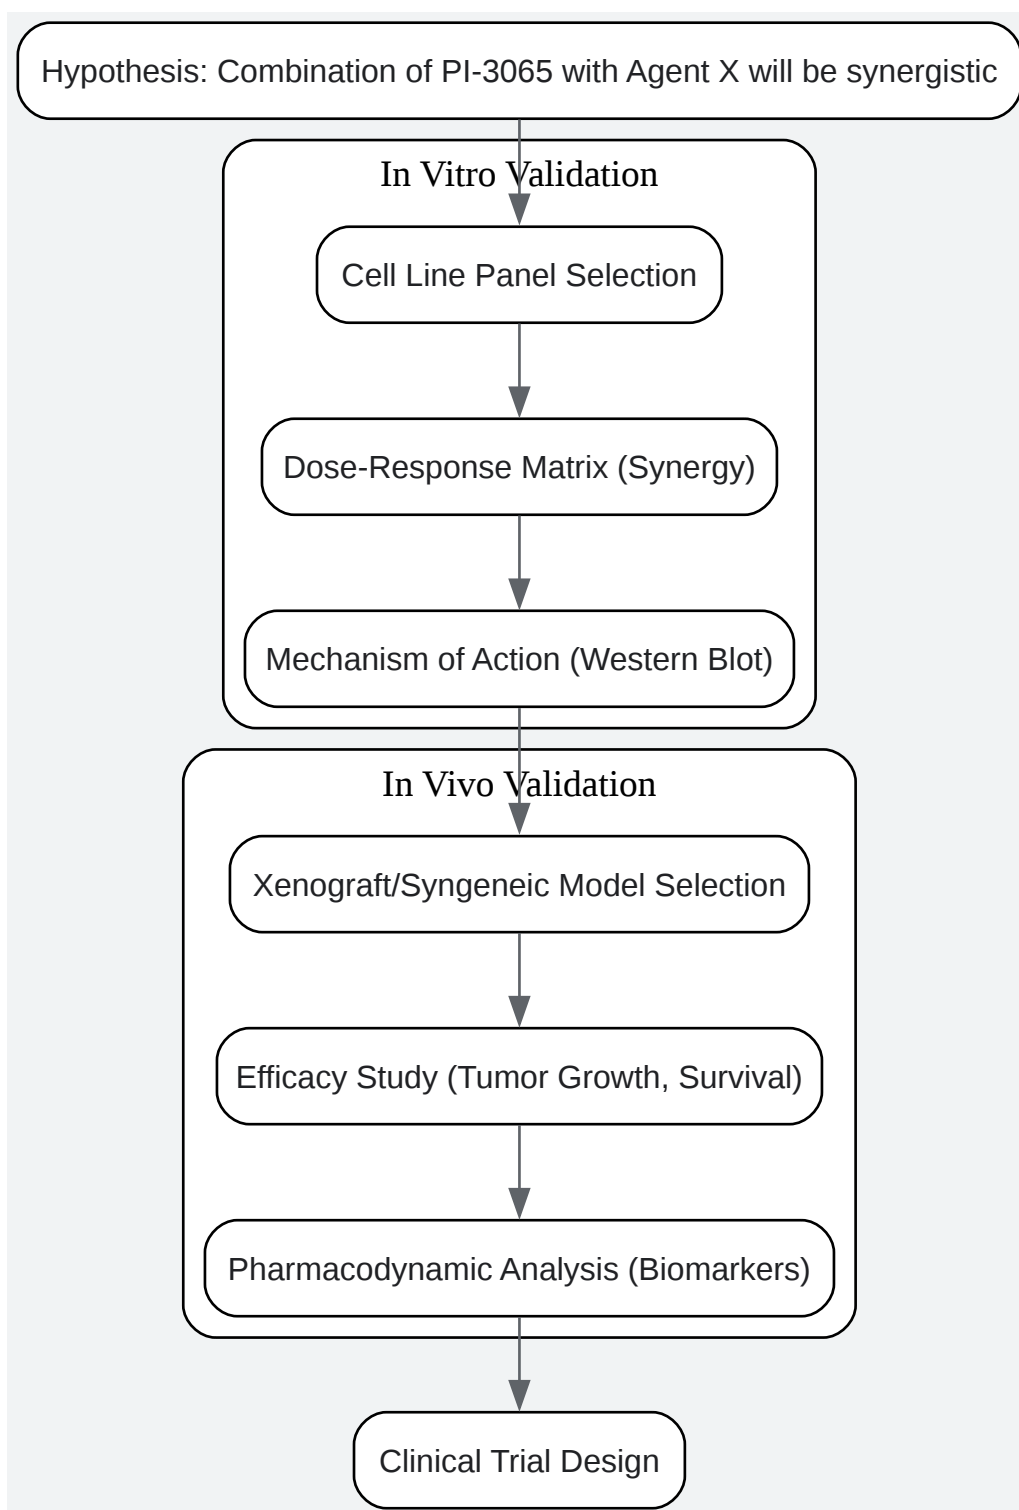 Hypothesis: Combination of PI-3065 with Agent X will be synergistic
In Vitro Validation
Cell Line Panel Selection
Dose-Response Matrix (Synergy)
Mechanism of Action (Western Blot)
In Vivo Validation
Xenograft/Syngeneic Model Selection
Efficacy Study (Tumor Growth, Survival)
Pharmacodynamic Analysis (Biomarkers)
Clinical Trial Design